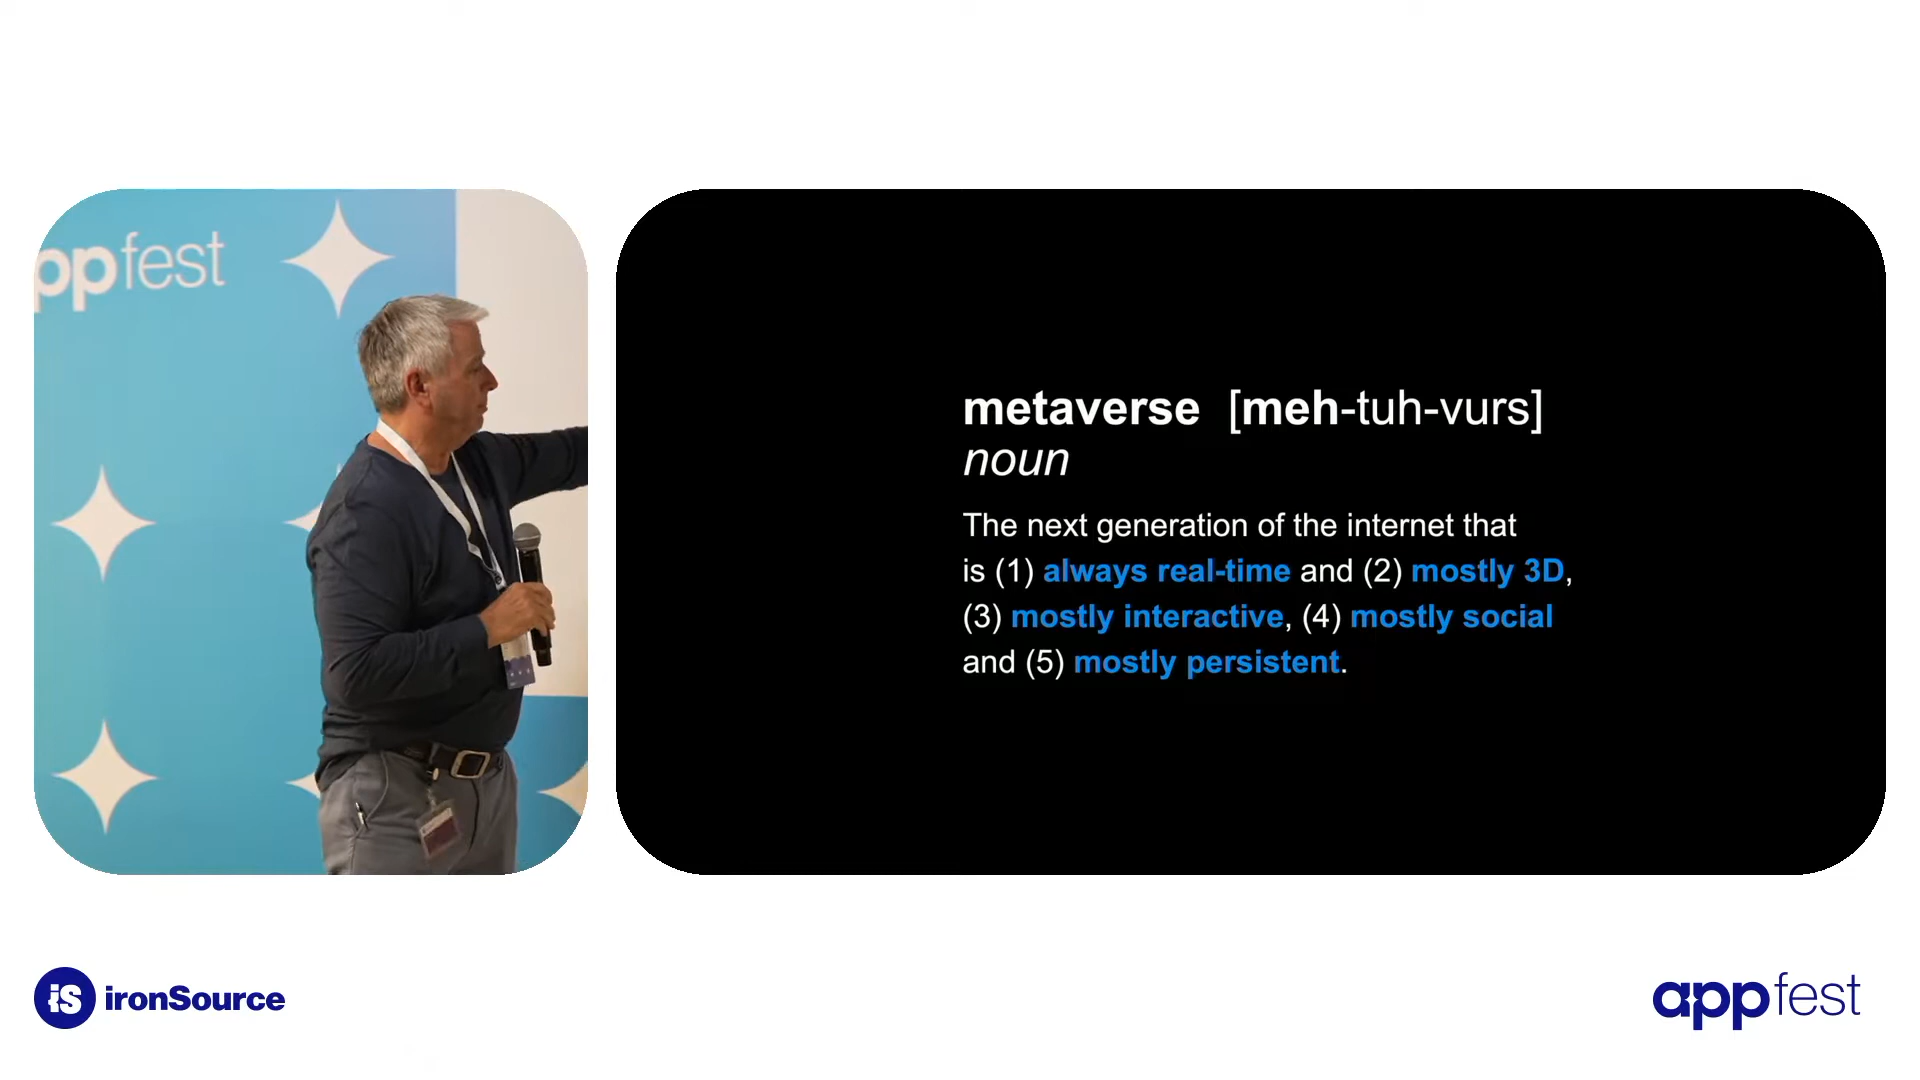 ppfest
metaverse [meh-tuh-vurs]
noun
The next generation of the internet that
is (1) always real-time and (2) mostly 3D,
(3) mostly interactive, (4) mostly social
and (5) mostly persistent.
iS ironSource
appfest